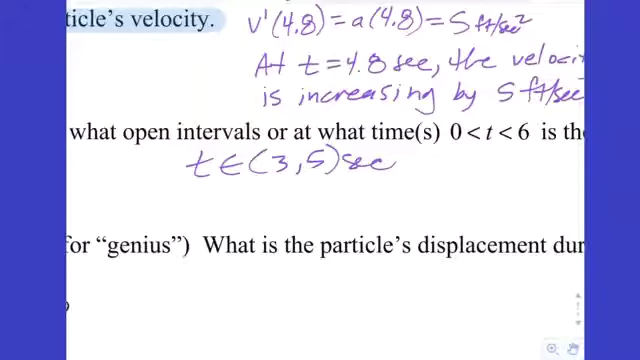 ticle's velocity.
v'(4.8) = a(4.8) = 5 ft/sec²
At t = 4.8 sec, the veloci
is increasing by 5 ft/sec²
what open intervals or at what time(s) 0 < t < 6 is the
t ∈ (3, 5) sec
for “genius”) What is the particle's displacement dur